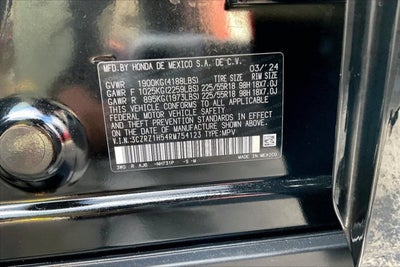 MFD.BY HONDA DE MEXICO S.A. DE C.V.
03/'24
GVWR 1900KG(4188LBS) TIRE SIZE RIM SIZE
GAWR F 1025KG(2259LBS) 225/55R18 98H 18X7.0J
GAWR R 895KG(1973LBS) 225/55R18 98H 18X7.0J
THIS VEHICLE CONFORMS TO ALL APPLICABLE
FEDERAL MOTOR VEHICLE SAFETY, BUMPER,
AND THEFT PREVENTION STANDARDS IN EFFECT
ON THE DATE OF MANUFACTURE SHOWN ABOVE.
V.I.N.:3CZRZ1H54RM754123 TYPE:MPV
NH731P
MADE IN MEXICO